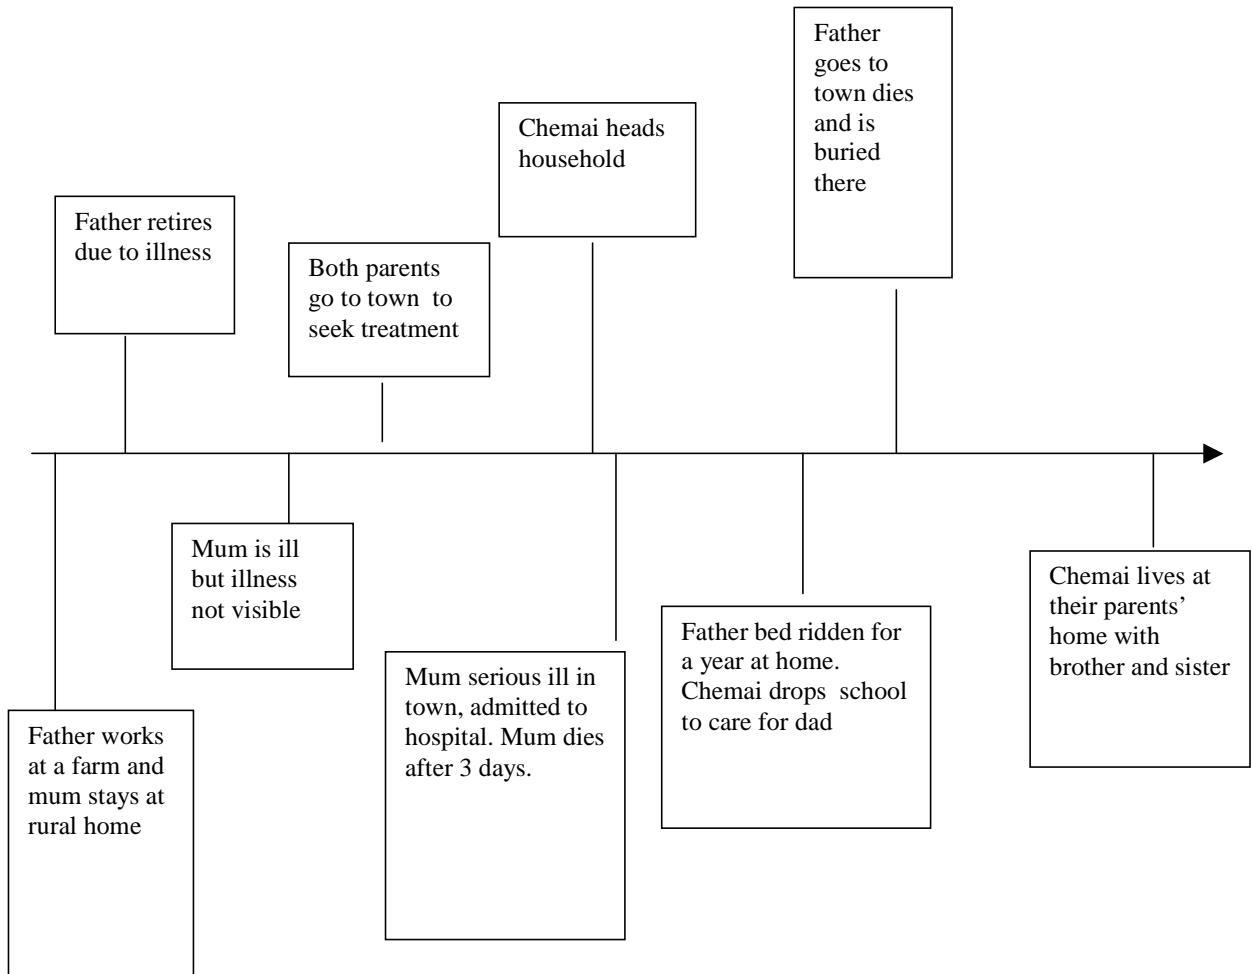 Father
goes to
town dies
and is
buried
there
Chemai heads
household
Father retires
due to illness
Both parents
go to town to
seek treatment
Mum is ill
but illness
not visible
Chemai lives at
their parents’
home with
brother and sister
Father bed ridden for
a year at home.
Chemai drops school
to care for dad
Mum serious ill in
town, admitted to
hospital. Mum dies
after 3 days.
Father works
at a farm and
mum stays at
rural home